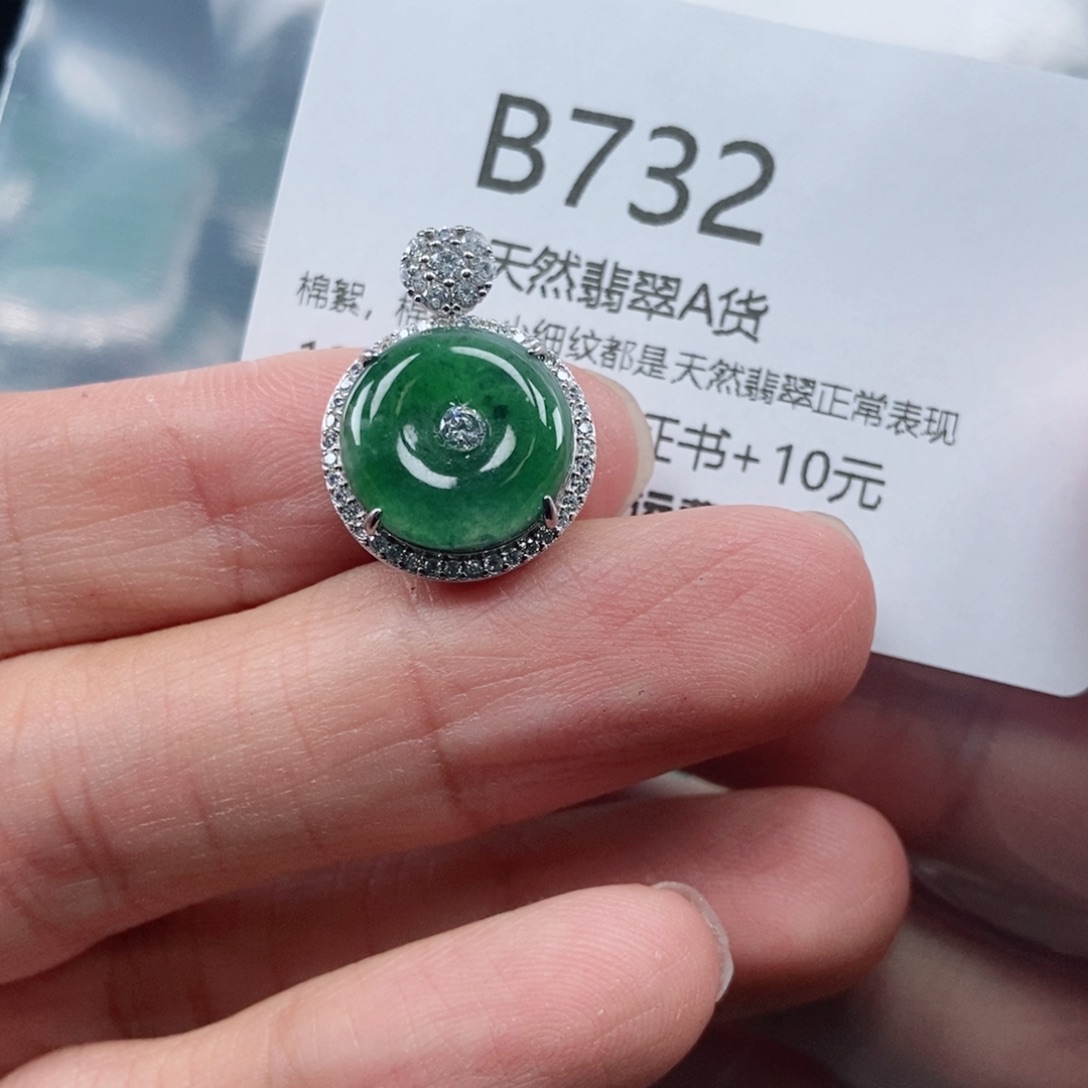 B732
天然翡翠A货
棉絮,
小细纹都是天然翡翠正常表现
证书+10元